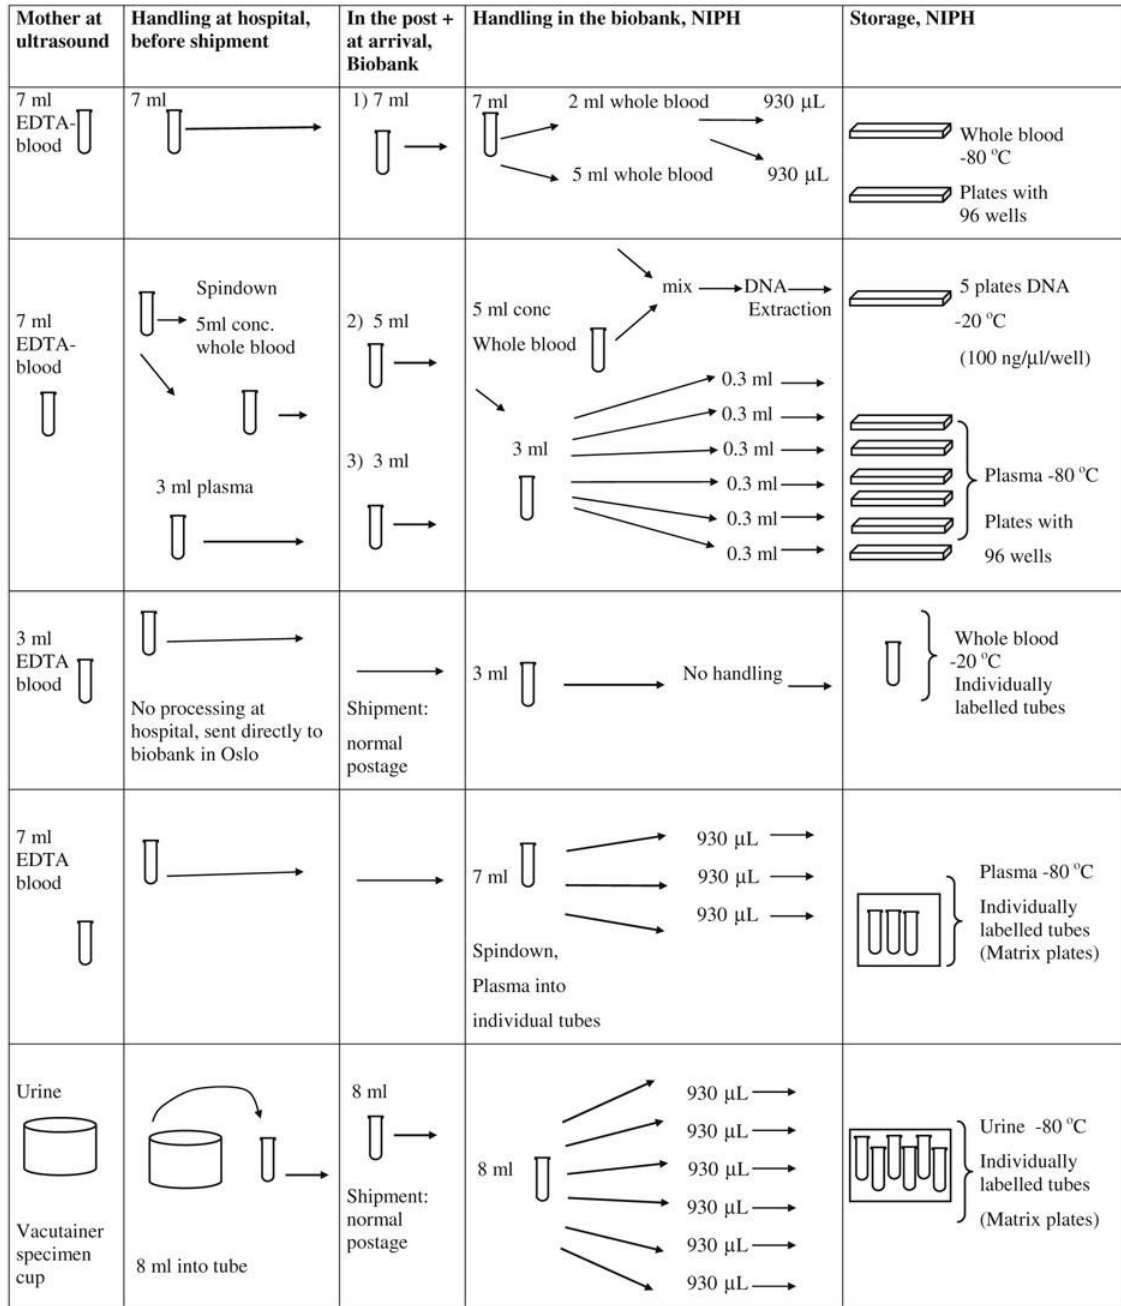 Mother at
ultrasound
Handling at hospital,
before shipment
In the post +
at arrival,
Biobank
Handling in the biobank, NIPH
Storage, NIPH
7 ml
EDTA-
blood
7 ml
1) 7 ml
7 ml
2 ml whole blood
930 µL
5 ml whole blood
930 µL
Whole blood
-80 °C
Plates with
96 wells
7 ml
EDTA-
blood
Spindown
5ml conc.
whole blood
3 ml plasma
2) 5 ml
3) 3 ml
5 ml conc
Whole blood
mix
DNA
Extraction
3 ml
0.3 ml
0.3 ml
0.3 ml
0.3 ml
0.3 ml
0.3 ml
5 plates DNA
-20 °C
(100 ng/µl/well)
Plasma -80 °C
Plates with
96 wells
3 ml
EDTA
blood
No processing at
hospital, sent directly to
biobank in Oslo
Shipment:
normal
postage
3 ml
No handling
Whole blood
-20 °C
Individually
labelled tubes
7 ml
EDTA
blood
7 ml
930 µL
930 µL
930 µL
Spindown,
Plasma into
individual tubes
Plasma -80 °C
Individually
labelled tubes
(Matrix plates)
Urine
Vacutainer
specimen
cup
8 ml into tube
8 ml
Shipment:
normal
postage
8 ml
930 µL
930 µL
930 µL
930 µL
930 µL
930 µL
Urine -80 °C
Individually
labelled tubes
(Matrix plates)